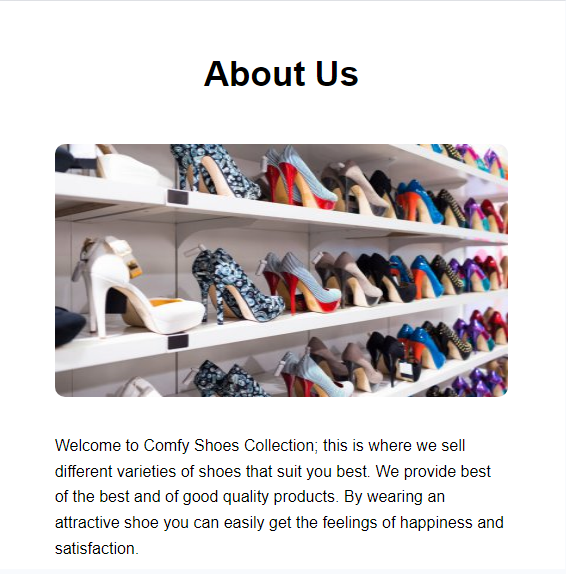 About Us
Welcome to Comfy Shoes Collection; this is where we sell
different varieties of shoes that suit you best. We provide best
of the best and of good quality products. By wearing an
attractive shoe you can easily get the feelings of happiness and
satisfaction.